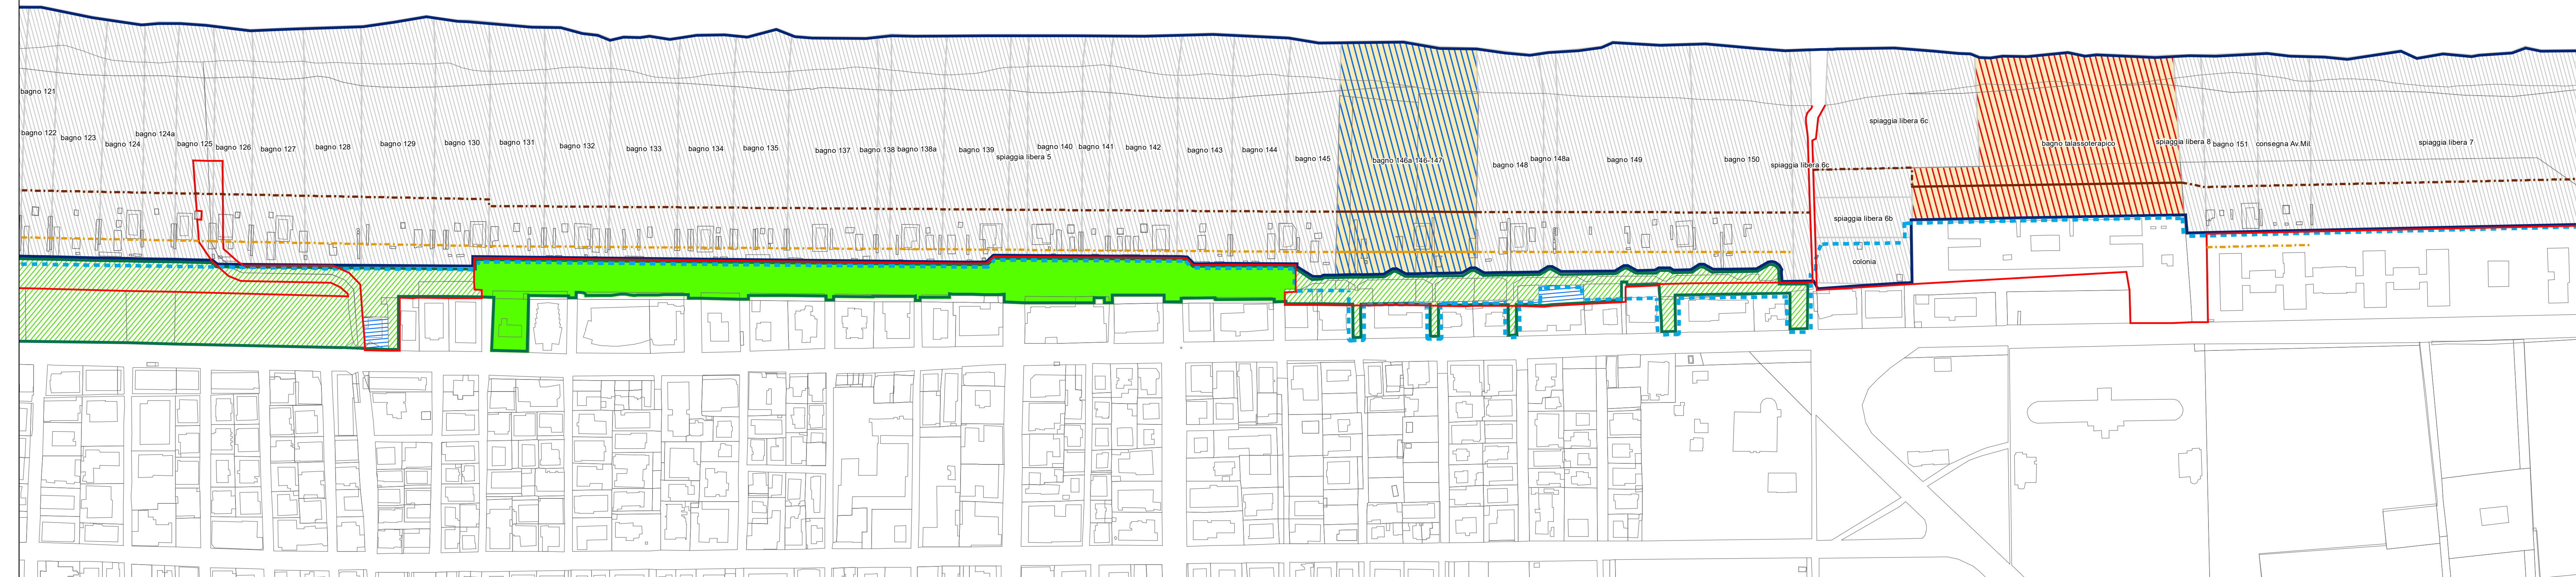 bagno 121
bagno 122
bagno 123
bagno 124
bagno 124a
bagno 125
bagno 126
bagno 127
bagno 128
bagno 129
bagno 130
bagno 131
bagno 132
bagno 133
bagno 134
bagno 135
bagno 137
bagno 138
bagno 138a
bagno 139
spiaggia libera 5
bagno 140
bagno 141
bagno 142
bagno 143
bagno 144
bagno 145
bagno 146a 146-147
bagno 148
bagno 148a
bagno 149
bagno 150
spiaggia libera 6c
spiaggia libera 6c
spiaggia libera 6b
colonia
bagno talassoterapico
spiaggia libera 8
bagno 151
consegna Av.Mil.
spiaggia libera 7